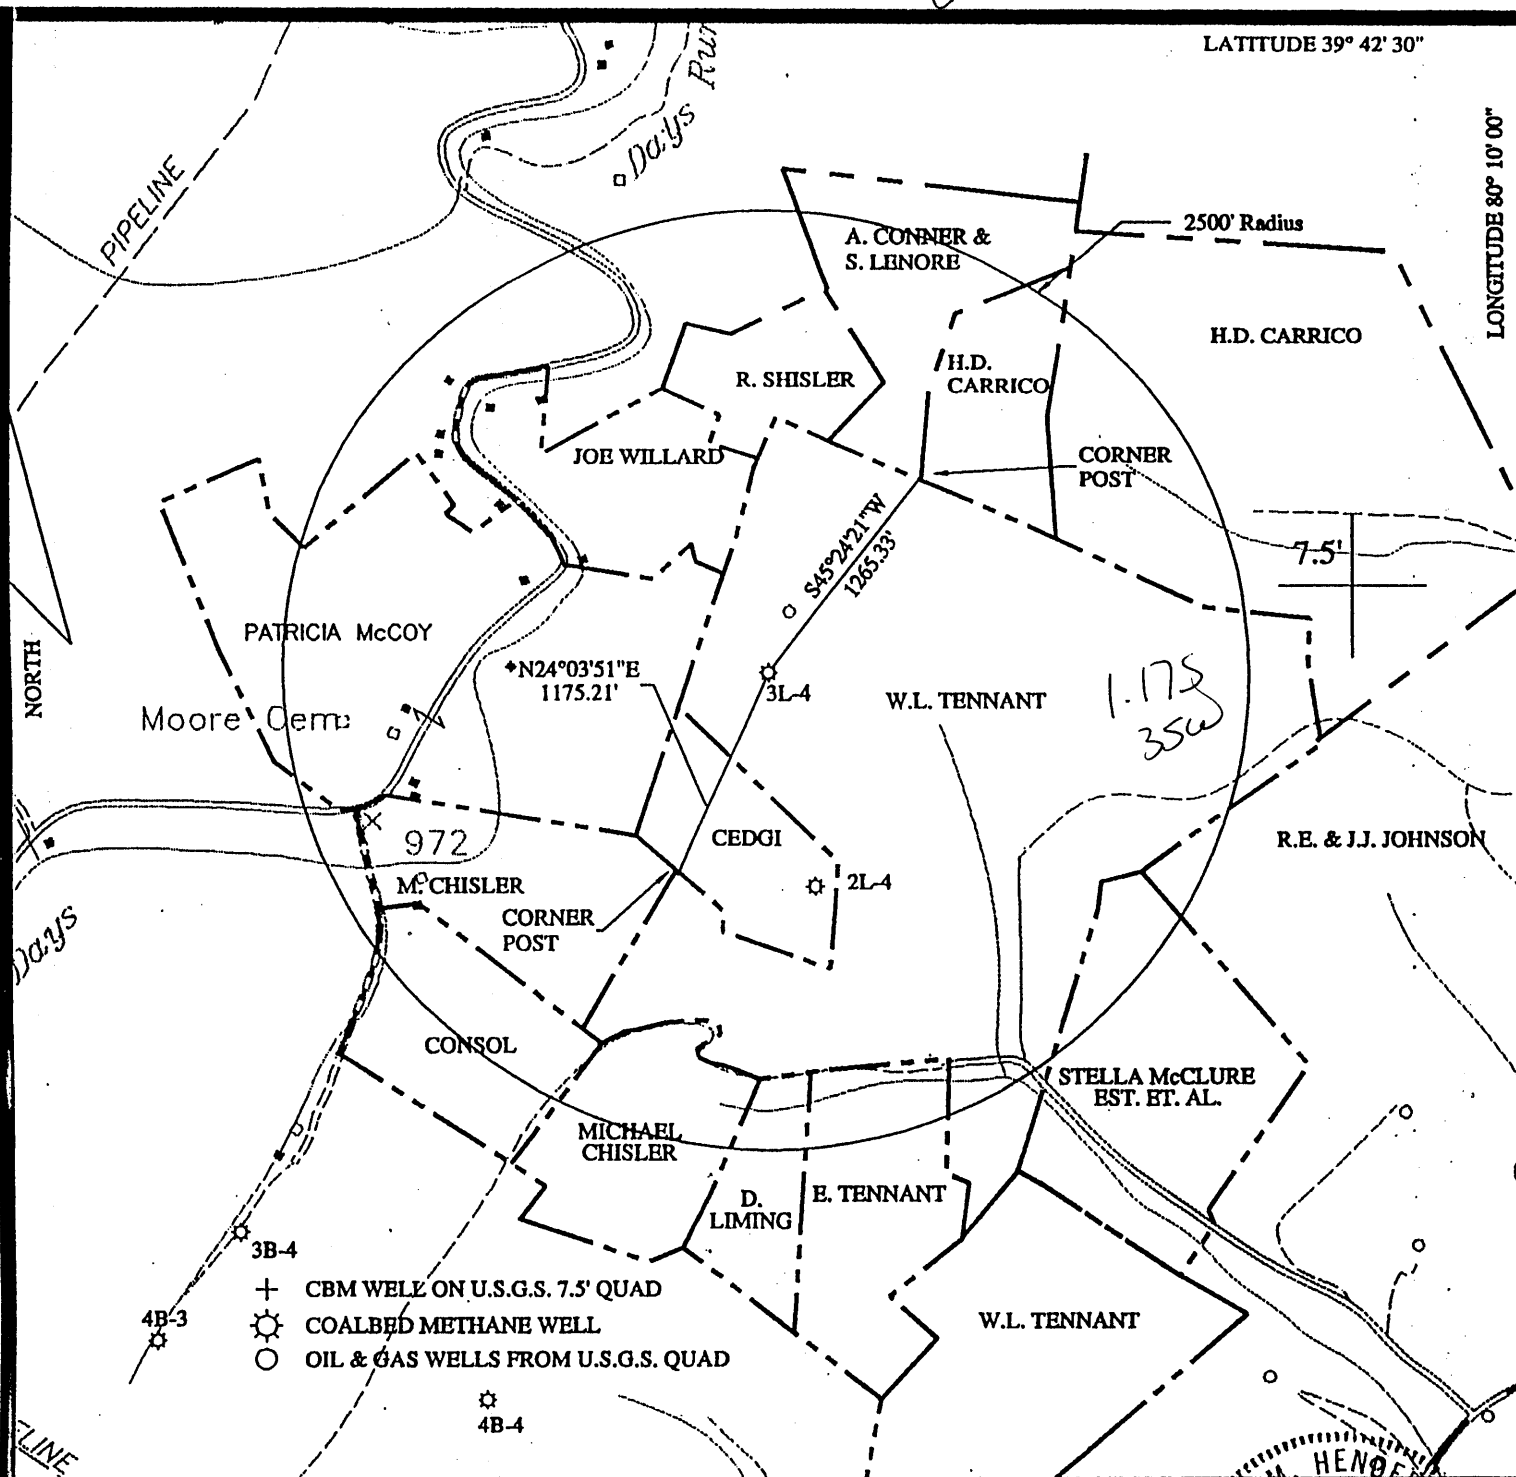 LATITUDE 39° 42' 30"
LONGITUDE 80° 10' 00"
Days Run
PIPELINE
2500' Radius
A. CONNER &
S. LENORE
H.D. CARRICO
R. SHISLER
H.D.
CARRICO
JOE WILLARD
CORNER
POST
S45°24'21"W
1265.33'
7.5'
PATRICIA McCOY
NORTH
*N24°03'51"E
1175.21'
3L-4
W.L. TENNANT
1.17S
Moore Cem
CEDGI
972
R.E. & J.J. JOHNSON
2L-4
M. CHISLER
CORNER
POST
Days
CONSOL
STELLA McCLURE
EST. ET. AL.
MICHAEL
CHISLER
D.
LIMING
E. TENNANT
3B-4
CBM WELL ON U.S.G.S. 7.5' QUAD
4B-3
COALBED METHANE WELL
W.L. TENNANT
OIL & GAS WELLS FROM U.S.G.S. QUAD
4B-4
ELINE
M. HENDE